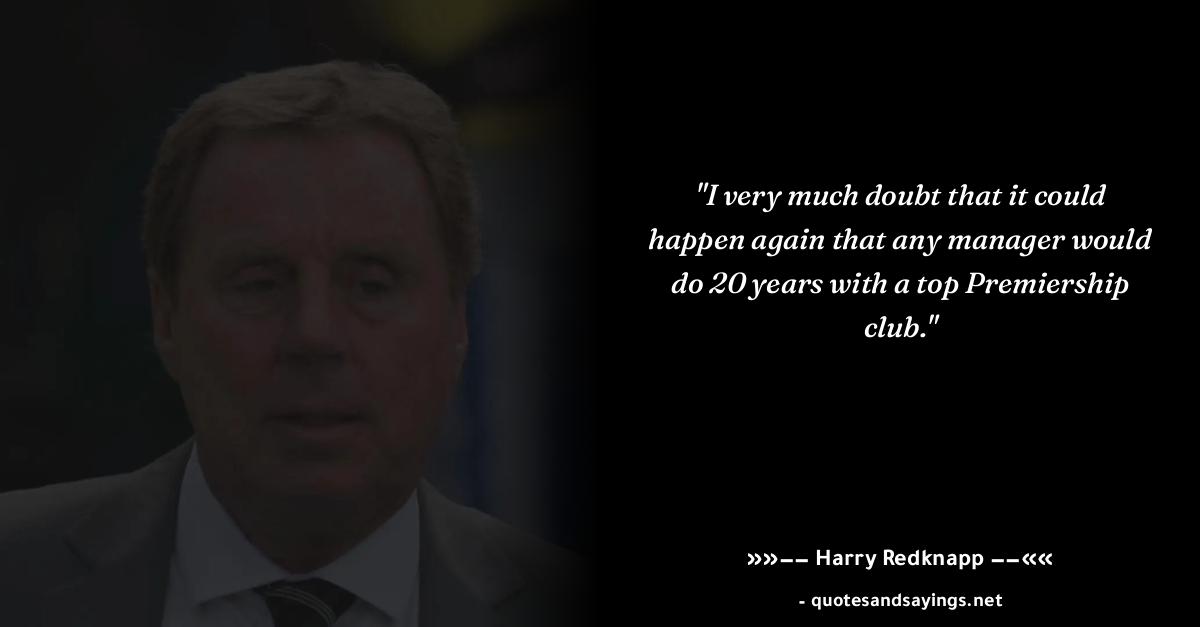 "I very much doubt that it could
happen again that any manager would
do 20 years with a top Premiership
club."
»»−− Harry Redknapp −−««
- quotesandsayings.net